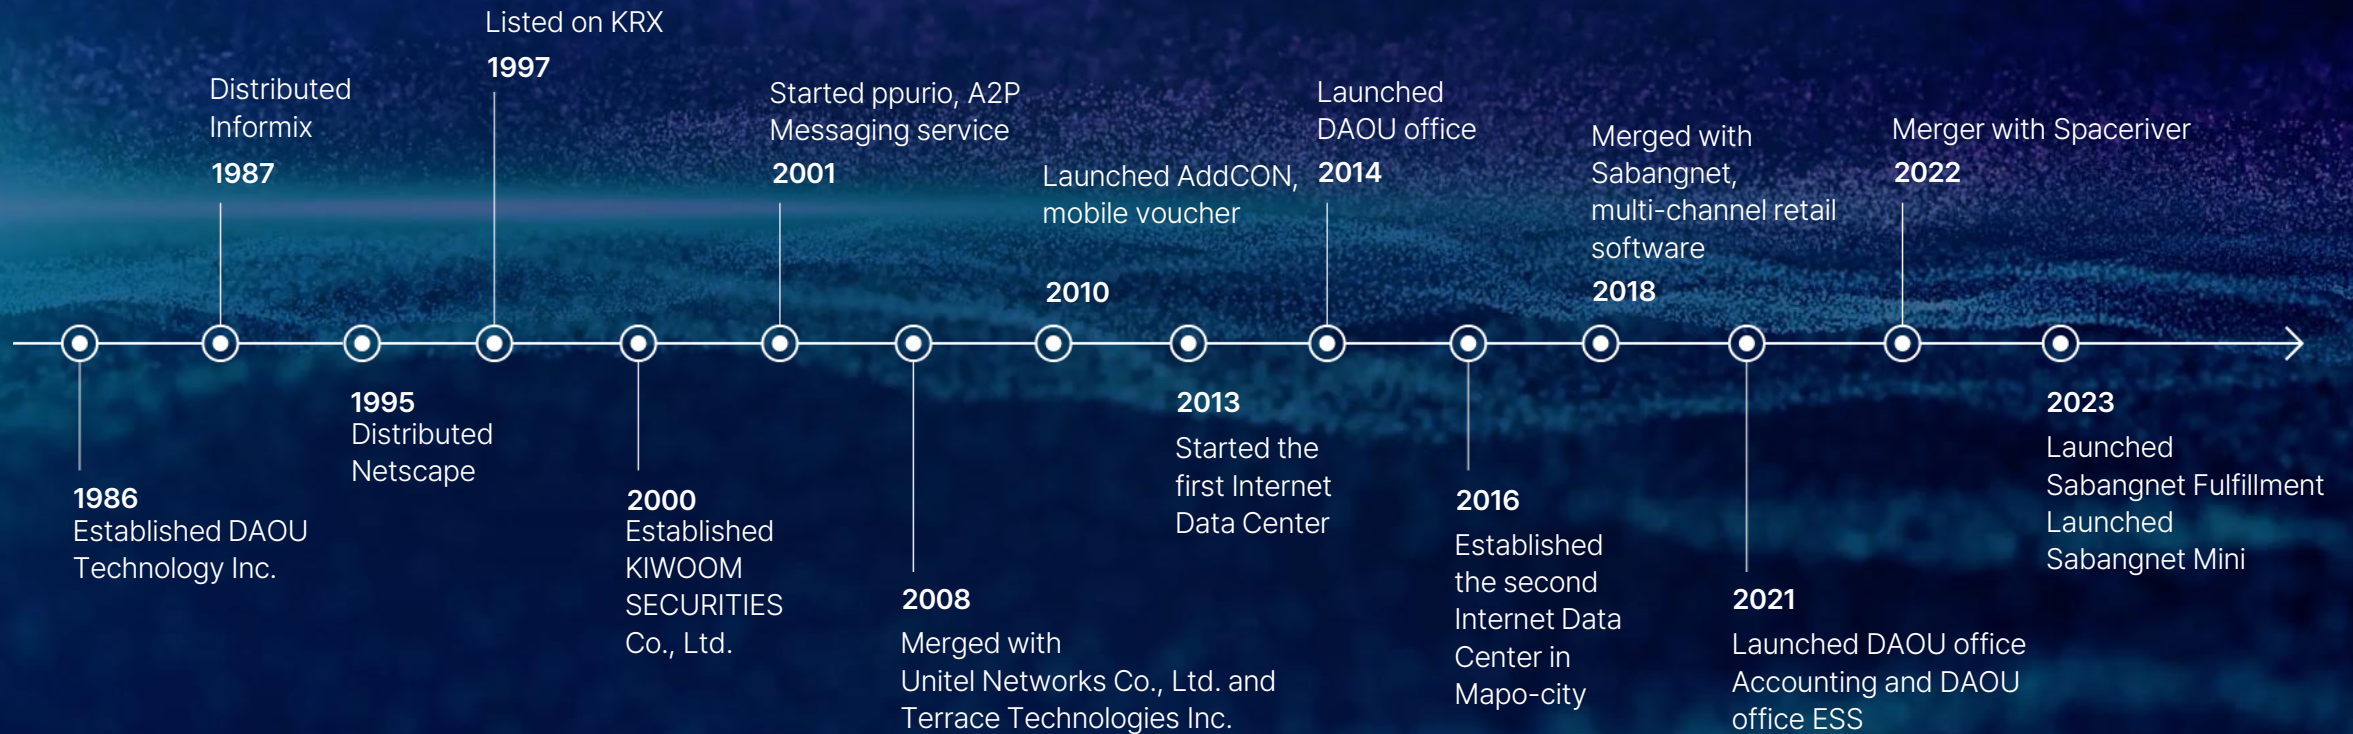 1986
Established DAOU
Technology Inc.
Distributed
Informix
1987
1995
Distributed
Netscape
Listed on KRX
1997
2000
Established
KIWOOM
SECURITIES
Co., Ltd.
Started ppurio, A2P
Messaging service
2001
2008
Merged with
Unitel Networks Co., Ltd. and
Terrace Technologies Inc.
Launched AddCON,
mobile voucher
2010
2013
Started the
first Internet
Data Center
Launched
DAOU office
2014
2016
Established
the second
Internet Data
Center in
Mapo-city
Merged with
Sabangnet,
multi-channel retail
software
2018
2021
Launched DAOU office
Accounting and DAOU
office ESS
Merger with Spaceriver
2022
2023
Launched
Sabangnet Fulfillment
Launched
Sabangnet Mini